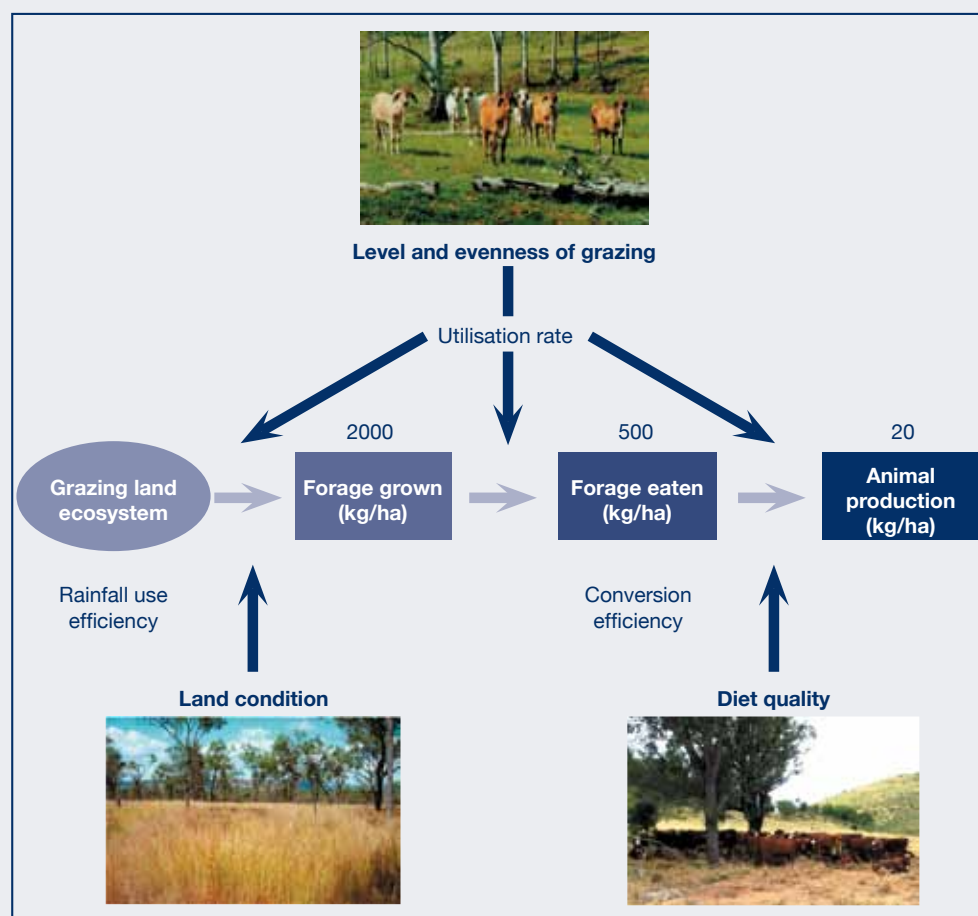 Level and evenness of grazing
Utilisation rate
2000
500
20
Grazing land
ecosystem
Forage grown
(kg/ha)
Forage eaten
(kg/ha)
Animal
production
(kg/ha)
Rainfall use
efficiency
Conversion
efficiency
Land condition
Diet quality